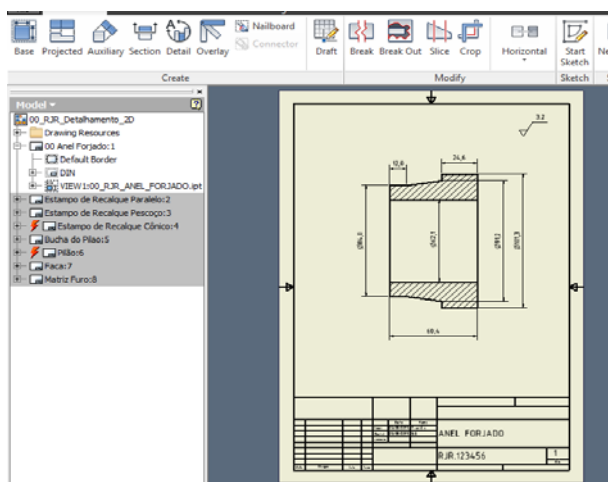 Base Projected Auxiliary Section Detail Overlay
Nailboard
Connector
Draft
Break Break Out Slice Crop
Horizontal
Start
Sketch
Create
Modify
Sketch
Model
00_RJR_Detalhamento_2D
Drawing Resources
00 Anel Forjado:1
Default Border
DIN
VIEW1:00_RJR_ANEL_FORJADO.ipt
Estampo de Recalque Paralelo:2
Estampo de Recalque Pescoço:3
Estampo de Recalque Cônico:4
Bucha do Pilao:5
Pilão:6
Faca:7
Matriz Furo:8
3.2
24,6
12,0
68,4
ANEL FORJADO
RJR.123456
1